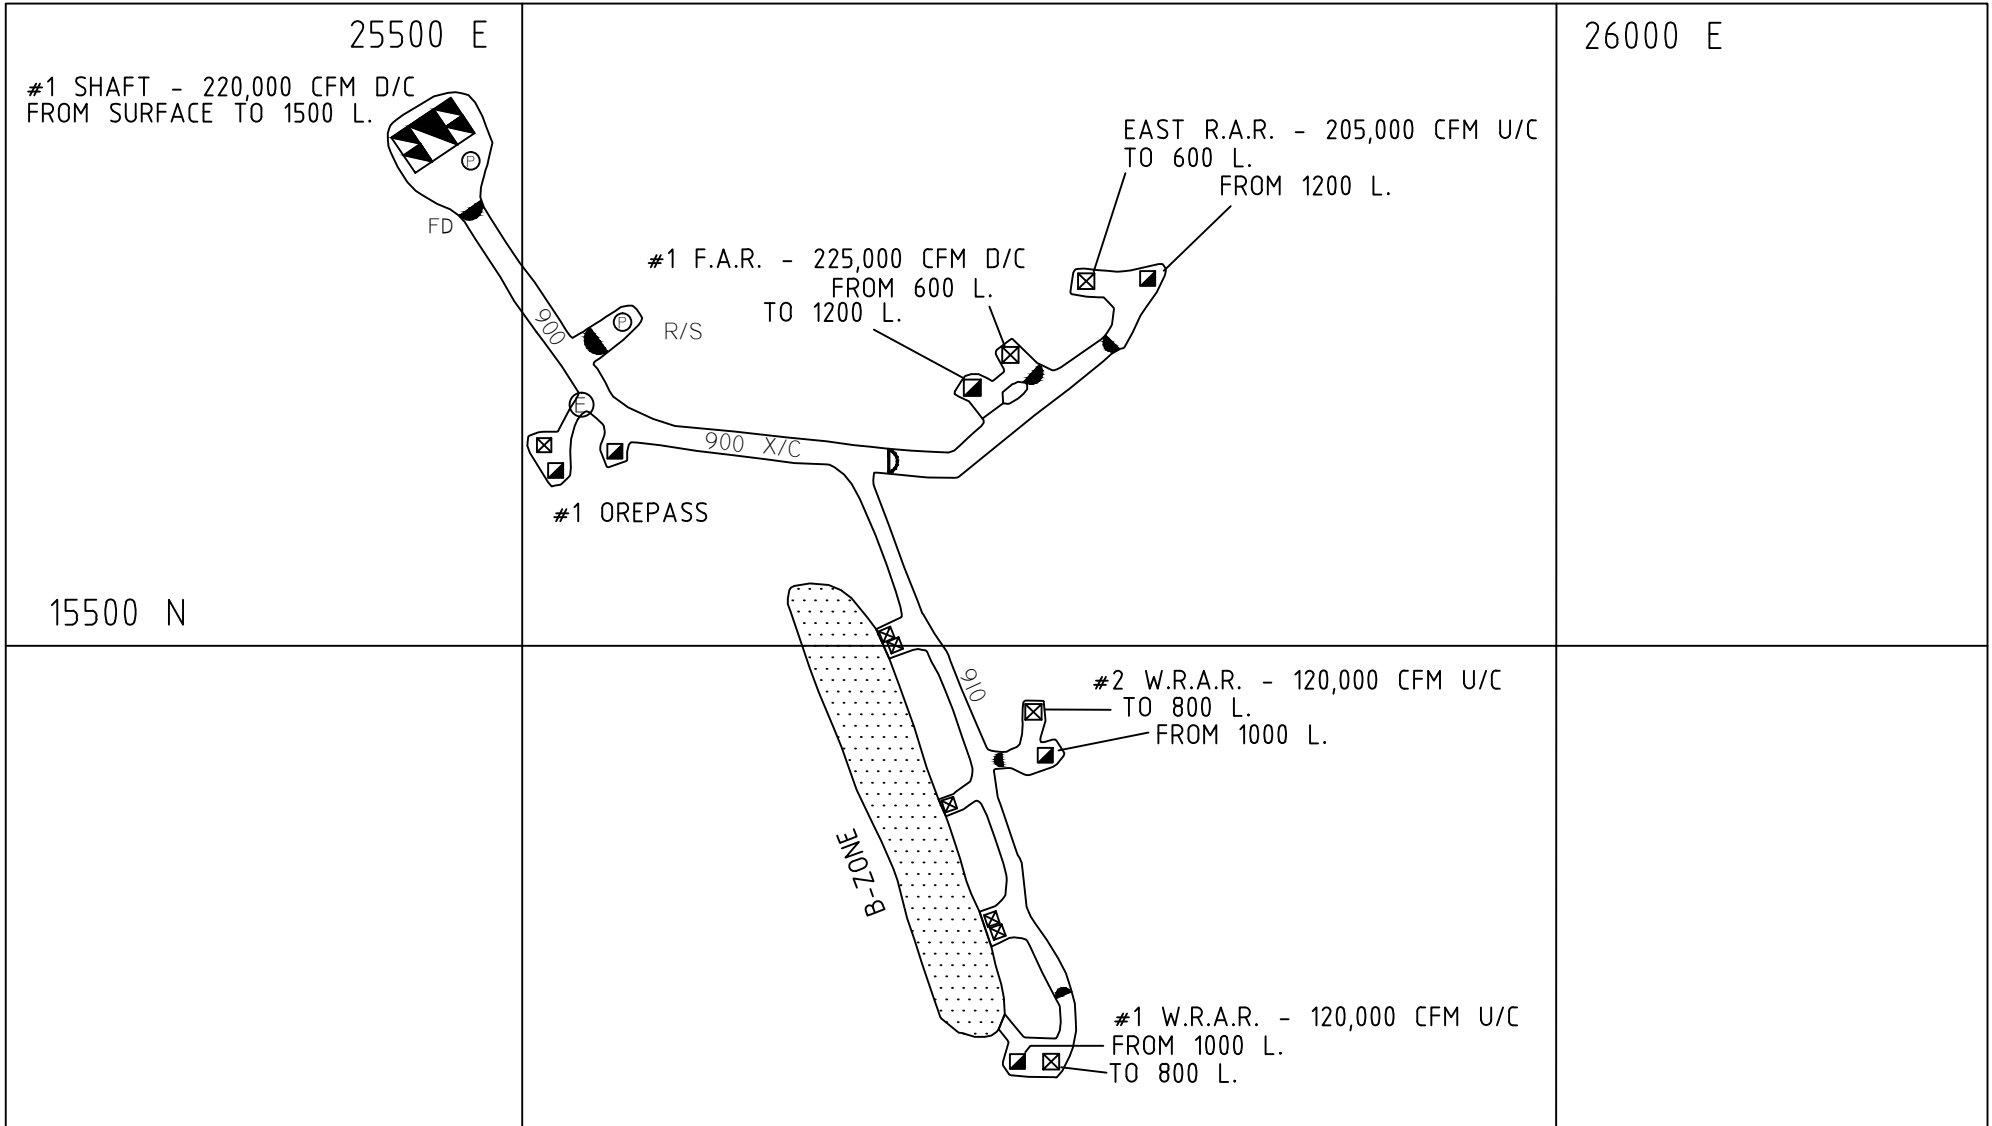 25500 E
26000 E
#1 SHAFT - 220,000 CFM D/C
FROM SURFACE TO 1500 L.
EAST R.A.R. - 205,000 CFM U/C
TO 600 L.
FROM 1200 L.
P
FD
#1 F.A.R. - 225,000 CFM D/C
FROM 600 L.
TO 1200 L.
900
P
R/S
E
900 X/C
#1 OREPASS
15500 N
910
#2 W.R.A.R. - 120,000 CFM U/C
TO 800 L.
FROM 1000 L.
B-ZONE
#1 W.R.A.R. - 120,000 CFM U/C
FROM 1000 L.
TO 800 L.